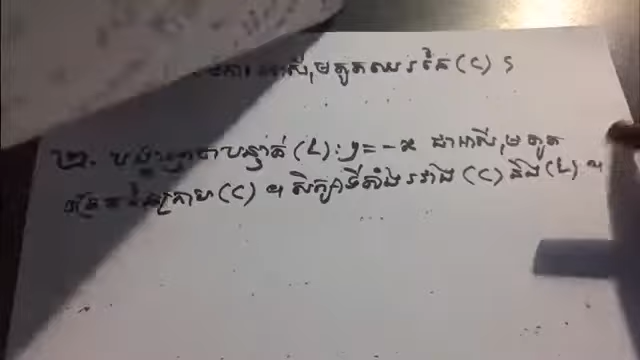 អាស៊ីមតូតឈរនៃ (C) ។
២. បង្ហាញថាបន្ទាត់ (L): y = -x ជាអាស៊ីមតូត
ទ្រេតនៃក្រាប (C) ។ សិក្សាទីតាំងរវាង (C) និង (L) ។